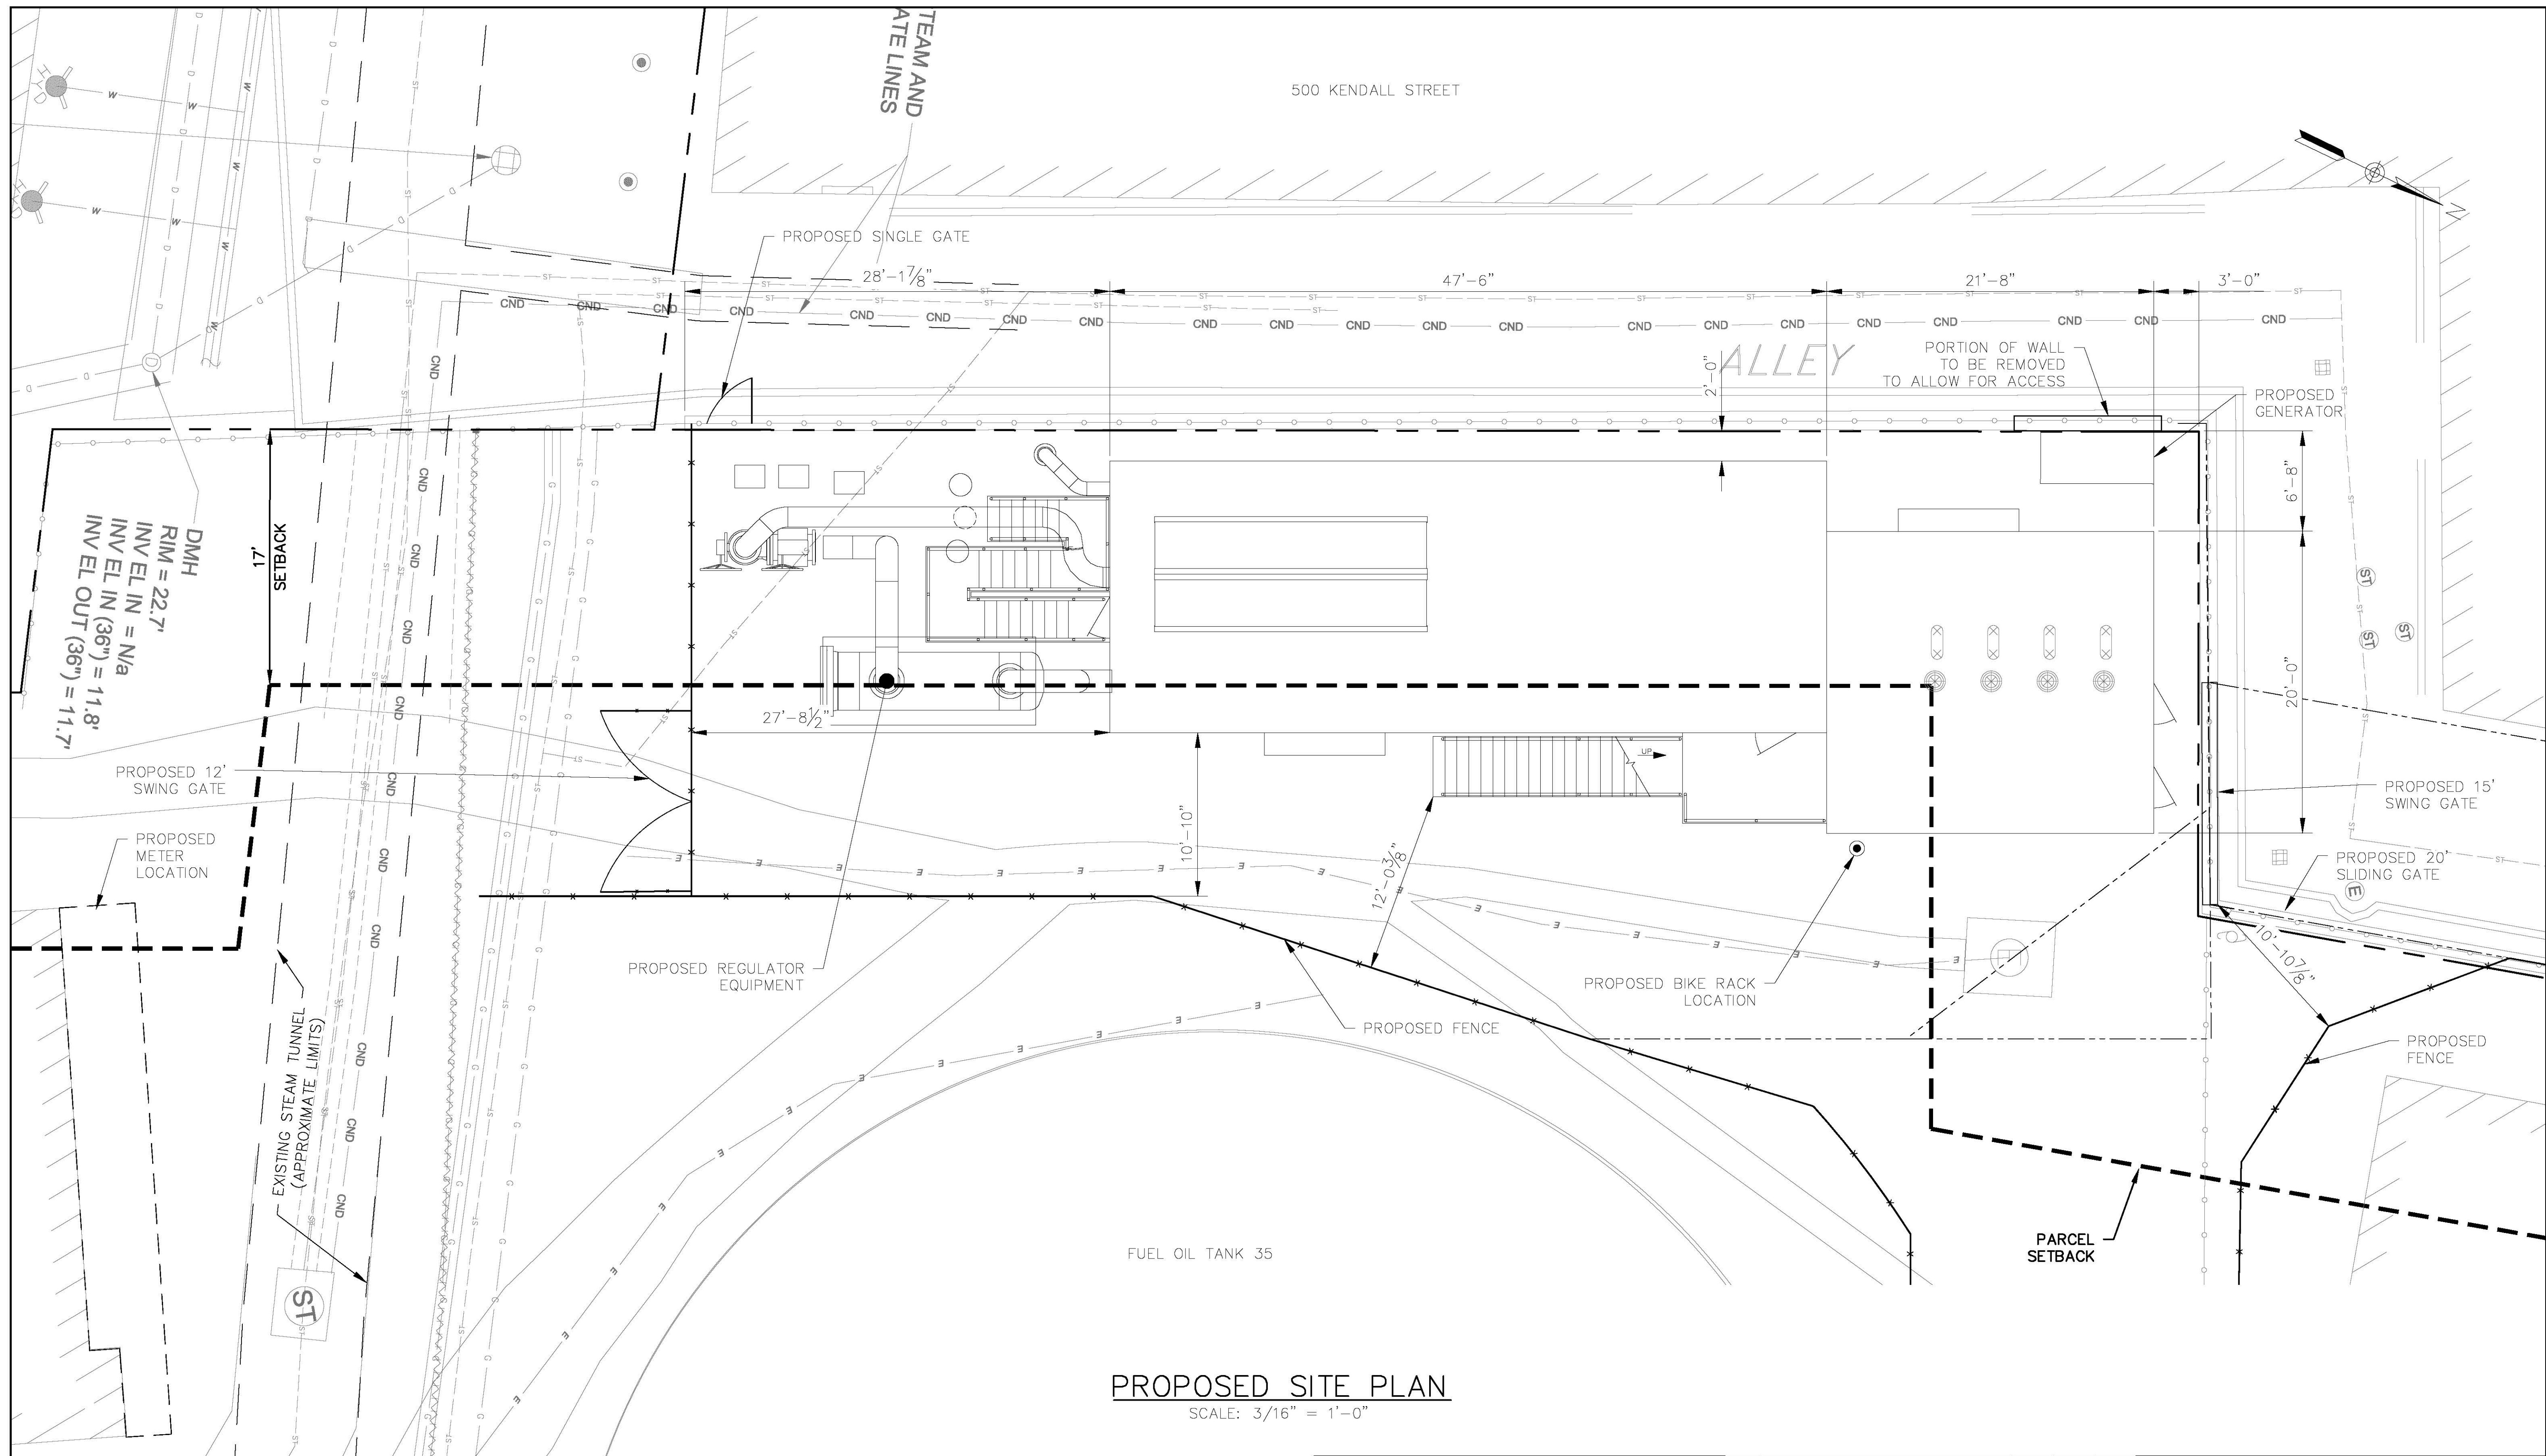 TEAM AND
ATE LINES
500 KENDALL STREET
N
HYD
HYD
PROPOSED SINGLE GATE
28'-1 7/8"
47'-6"
21'-8"
3'-0"
ALLEY
2'-0"
PORTION OF WALL
TO BE REMOVED
TO ALLOW FOR ACCESS
PROPOSED
GENERATOR
6'-8"
17'
SETBACK
DMH
RIM = 22.7'
INV EL IN = N/a
INV EL IN (36") = 11.8'
INV EL OUT (36") = 11.7'
20'-0"
27'-8 1/2"
PROPOSED 12'
SWING GATE
UP
PROPOSED 15'
SWING GATE
10'-10"
PROPOSED
METER
LOCATION
12'-0 3/8"
PROPOSED 20'
SLIDING GATE
10'-10 7/8"
PROPOSED REGULATOR
EQUIPMENT
PROPOSED BIKE RACK
LOCATION
PROPOSED FENCE
PROPOSED
FENCE
EXISTING STEAM TUNNEL
(APPROXIMATE LIMITS)
FUEL OIL TANK 35
PARCEL
SETBACK
ST
PROPOSED SITE PLAN
SCALE: 3/16" = 1'-0"